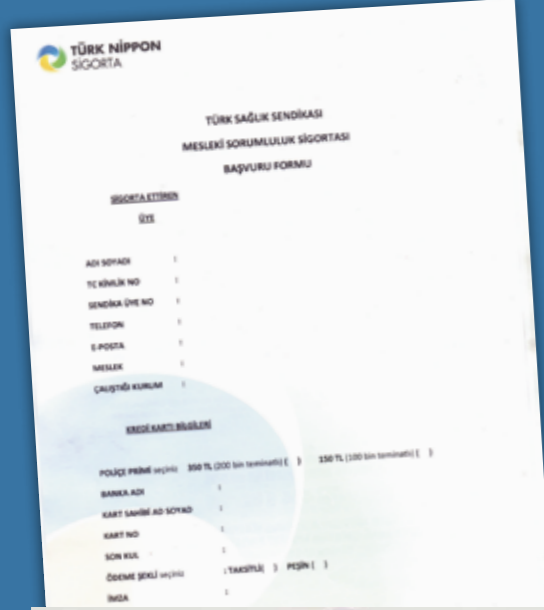 TÜRK NİPPON
SİGORTA
TÜRK SAĞLIK SENDİKASI
MESLEKİ SORUMLULUK SİGORTASI
BAŞVURU FORMU
SİGORTA ETTİREN
ÜYE
ADI SOYADI :
TC KİMLİK NO :
SENDİKA ÜYE NO :
TELEFON :
E-POSTA :
MESLEK :
ÇALIŞTIĞI KURUM :
KREDİ KARTI BİLGİLERİ
POLİÇE PRİMİ seçiniz 350 TL (200 bin teminatlı) ( ) 150 TL (100 bin teminatlı) ( )
BANKA ADI :
KART SAHİBİ AD SOYAD :
KART NO :
SON KUL :
ÖDEME ŞEKLİ seçiniz : TAKSİTLİ( ) PEŞİN ( )
İMZA :